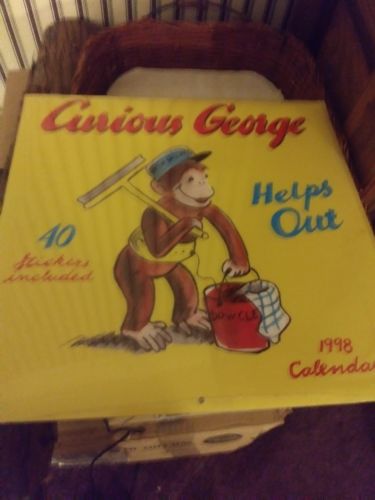 Curious George
Helps
Out
40
Stickers
included
1998
Calendar